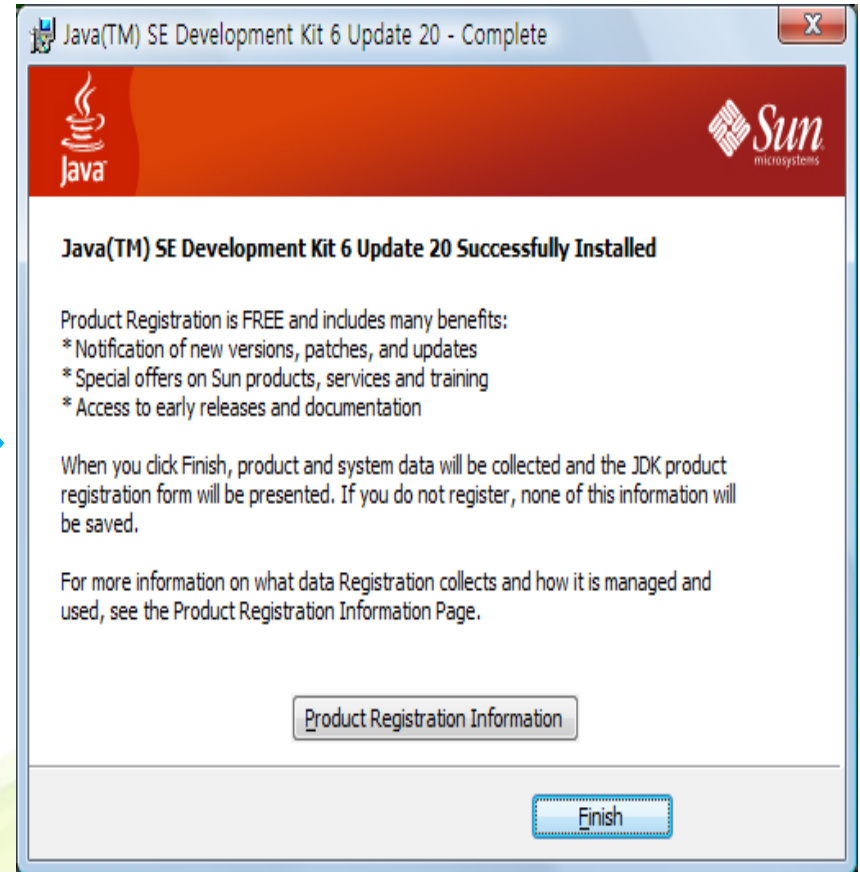 Java(TM) SE Development Kit 6 Update 20 - Complete
Java
Sun
microsystems
Java(TM) SE Development Kit 6 Update 20 Successfully Installed
Product Registration is FREE and includes many benefits:
* Notification of new versions, patches, and updates
* Special offers on Sun products, services and training
* Access to early releases and documentation
When you click Finish, product and system data will be collected and the JDK product
registration form will be presented. If you do not register, none of this information will
be saved.
For more information on what data Registration collects and how it is managed and
used, see the Product Registration Information Page.
Product Registration Information
Finish